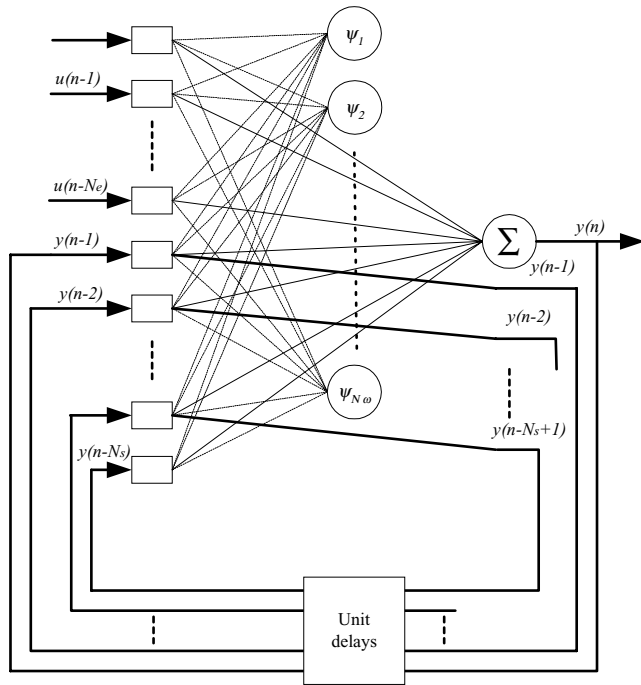 ψ1
u(n-1)
ψ2
u(n-Ne)
y(n-1)
Σ
y(n)
y(n-1)
y(n-2)
y(n-2)
ψNω
y(n-Ns+1)
y(n-Ns)
Unit
delays